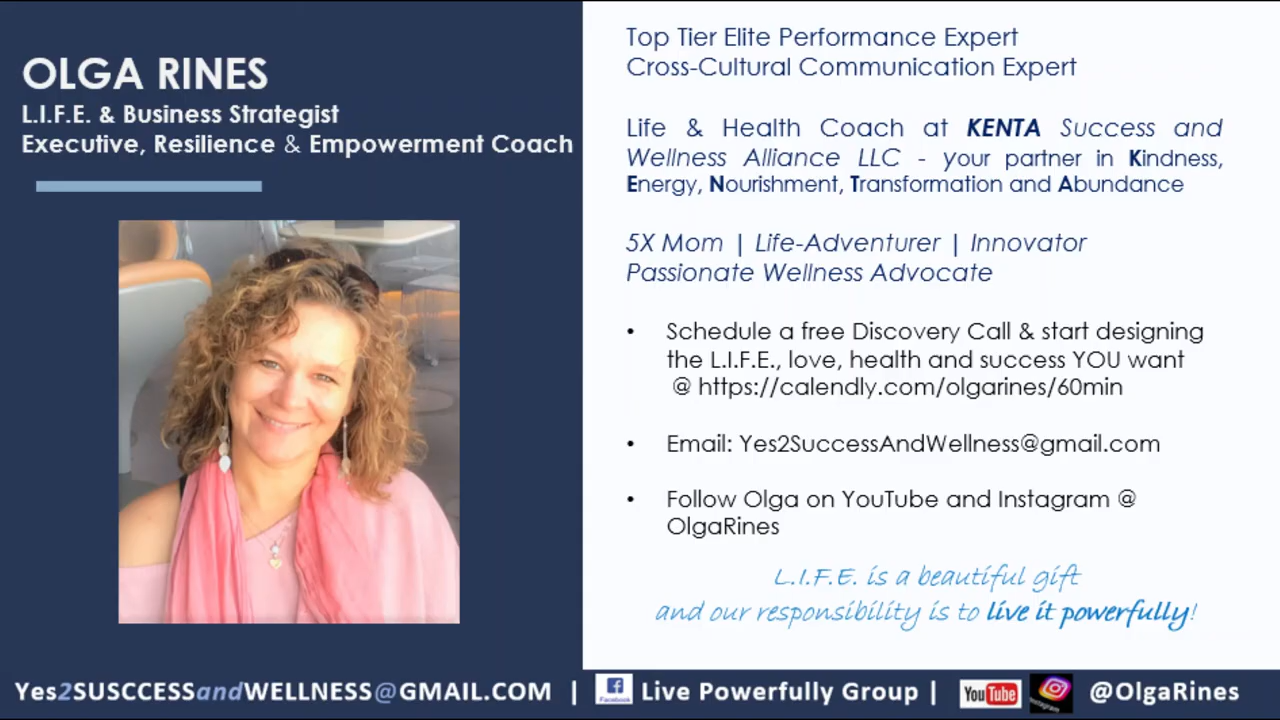 OLGA RINES
L.I.F.E. & Business Strategist
Executive, Resilience & Empowerment Coach
Top Tier Elite Performance Expert
Cross-Cultural Communication Expert
Life & Health Coach at KENTA Success and
Wellness Alliance LLC - your partner in Kindness,
Energy, Nourishment, Transformation and Abundance
5X Mom | Life-Adventurer | Innovator
Passionate Wellness Advocate
• Schedule a free Discovery Call & start designing
the L.I.F.E., love, health and success YOU want
@ https://calendly.com/olgarines/60min
• Email: Yes2SuccessAndWellness@gmail.com
• Follow Olga on YouTube and Instagram @
OlgaRines
L.I.F.E. is a beautiful gift
and our responsibility is to live it powerfully!
Yes2SUSCCESSandWELLNESS@GMAIL.COM | Facebook Live Powerfully Group | YouTube Instagram @OlgaRines